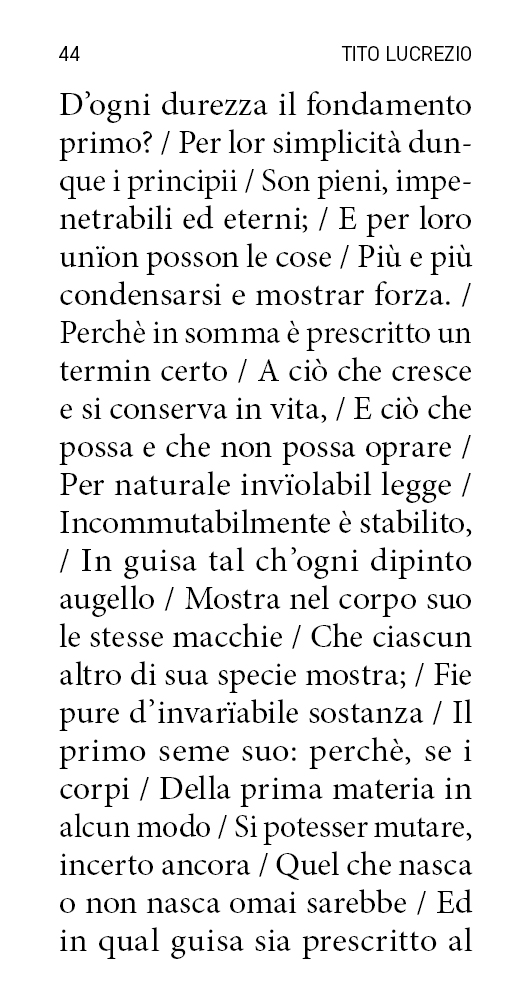 44 TITO LUCREZIO
D’ogni durezza il fondamento
primo? / Per lor simplicità dun-
que i principii / Son pieni, impe-
netrabili ed eterni; / E per loro
unïon posson le cose / Più e più
condensarsi e mostrar forza. /
Perchè in somma è prescritto un
termin certo / A ciò che cresce
e si conserva in vita, / E ciò che
possa e che non possa oprare /
Per naturale invïolabil legge /
Incommutabilmente è stabilito,
/ In guisa tal ch’ogni dipinto
augello / Mostra nel corpo suo
le stesse macchie / Che ciascun
altro di sua specie mostra; / Fie
pure d’invarïabile sostanza / Il
primo seme suo: perchè, se i
corpi / Della prima materia in
alcun modo / Si potesser mutare,
incerto ancora / Quel che nasca
o non nasca omai sarebbe / Ed
in qual guisa sia prescritto al